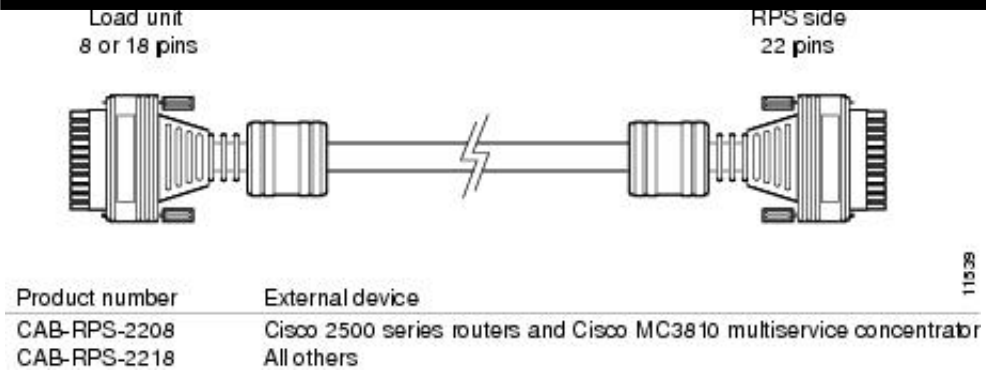 Load unit
8 or 18 pins
RPS side
22 pins
11539
Product number External device
CAB-RPS-2208 Cisco 2500 series routers and Cisco MC3810 multiservice concentrator
CAB-RPS-2218 All others